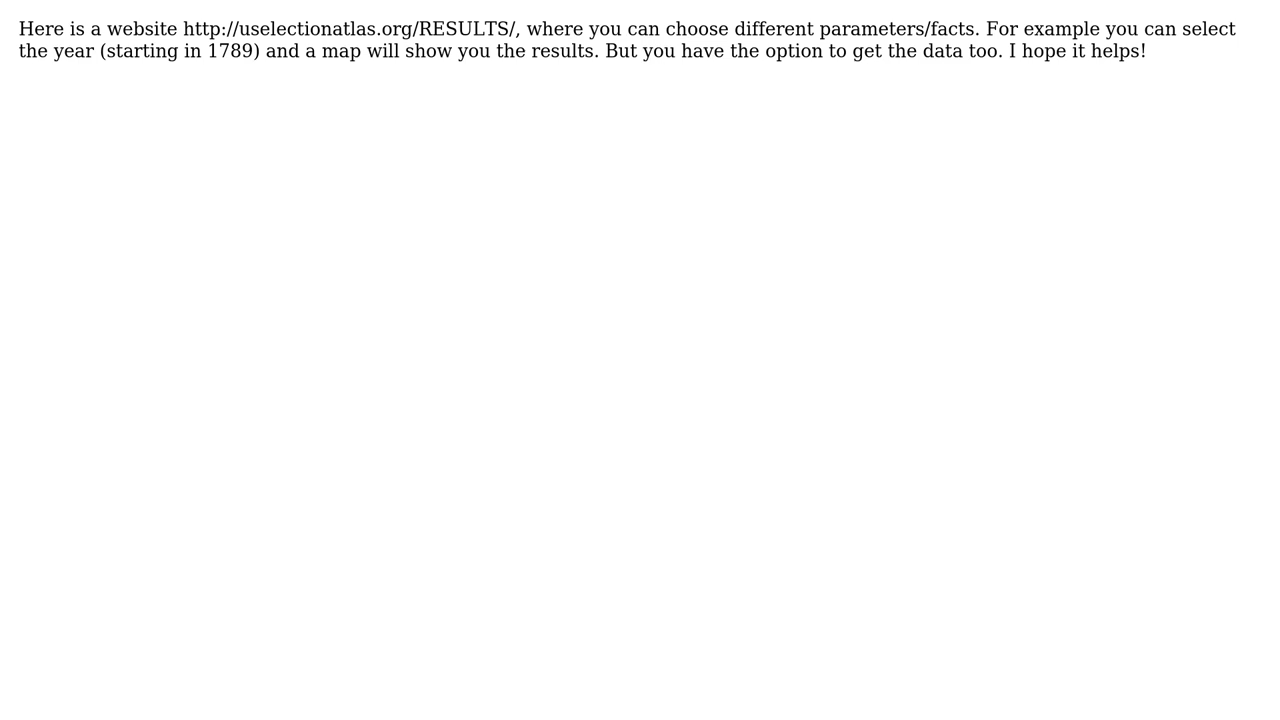 Here is a website http://uselectionatlas.org/RESULTS/, where you can choose different parameters/facts. For example you can select
the year (starting in 1789) and a map will show you the results. But you have the option to get the data too. I hope it helps!